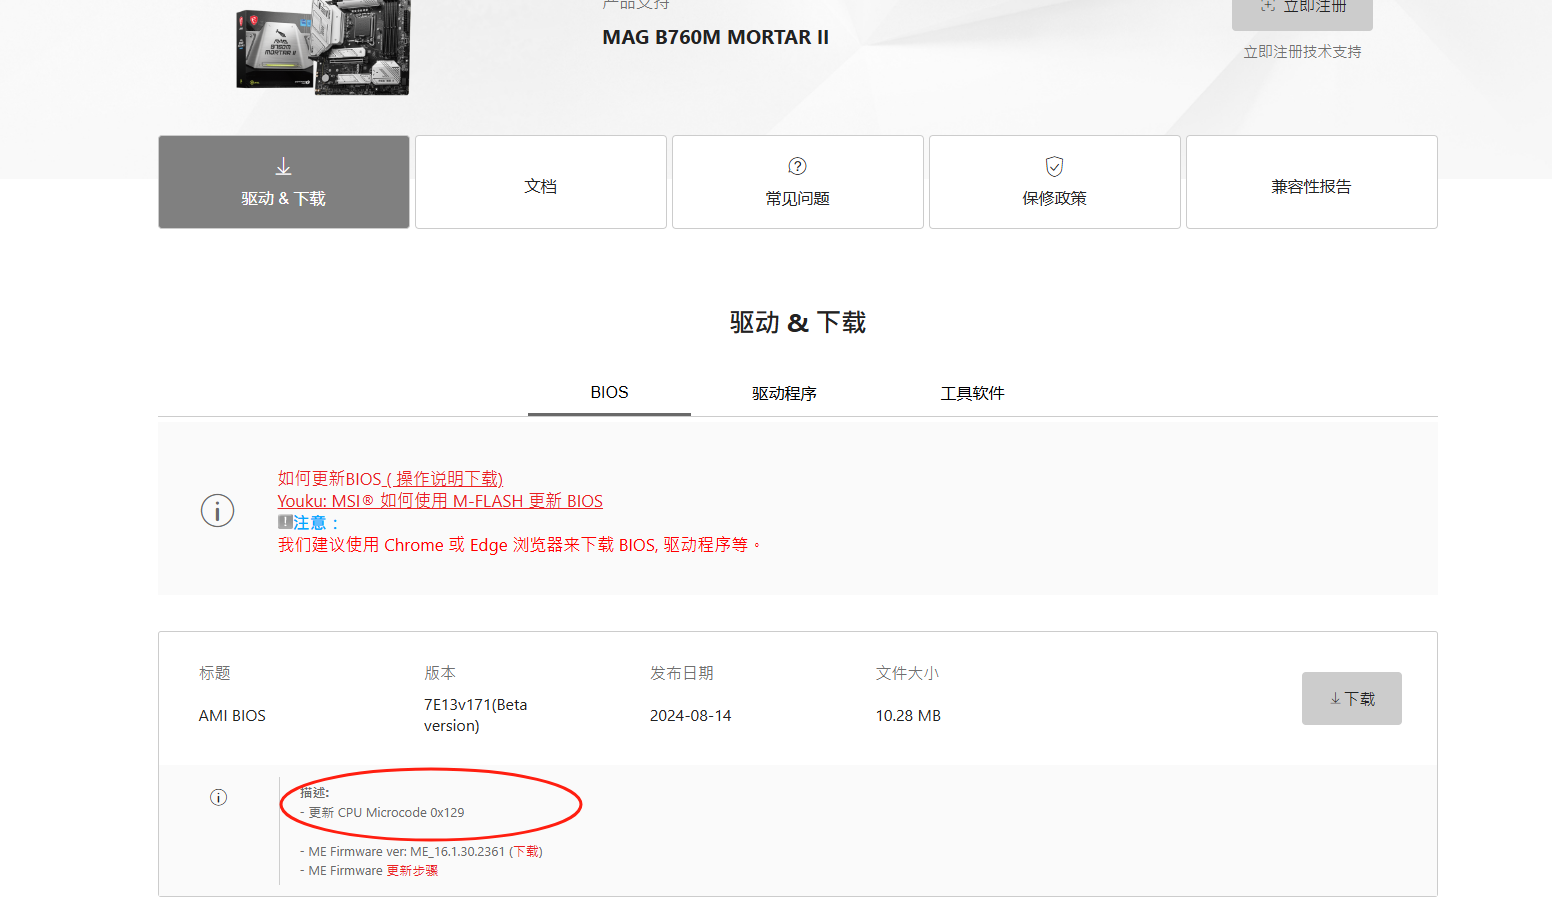 产品支持
MAG B760M MORTAR II
立即注册
立即注册技术支持
驱动 & 下载
文档
常见问题
保修政策
兼容性报告
驱动 & 下载
BIOS
驱动程序
工具软件
如何更新BIOS ( 操作说明下载)
Youku: MSI® 如何使用 M-FLASH 更新 BIOS
注意：
我们建议使用 Chrome 或 Edge 浏览器来下载 BIOS, 驱动程序等。
标题
版本
发布日期
文件大小
AMI BIOS
7E13v171(Beta
version)
2024-08-14
10.28 MB
下载
描述:
- 更新 CPU Microcode 0x129
- ME Firmware ver: ME_16.1.30.2361 (下载)
- ME Firmware 更新步骤